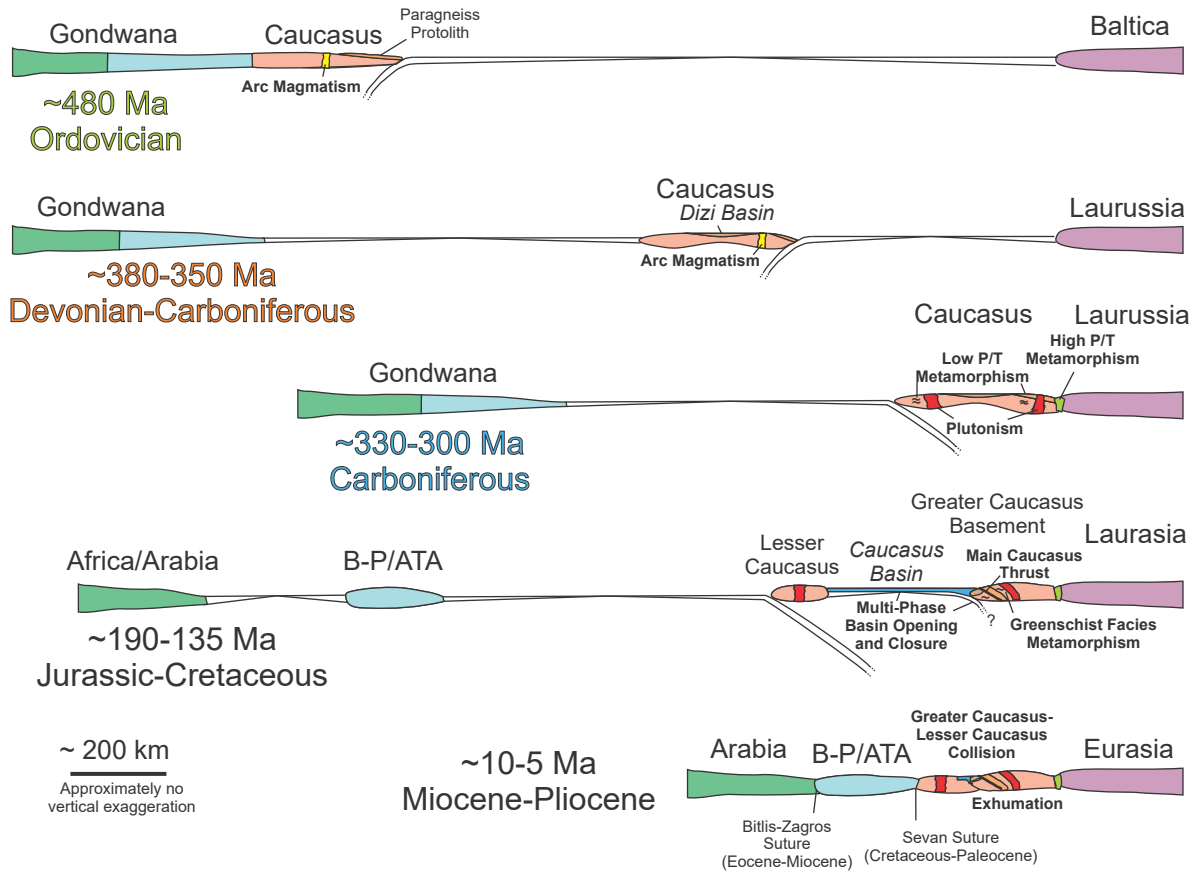 Gondwana
Caucasus
Paragneiss
Protolith
Baltica
Arc Magmatism
~480 Ma
Ordovician
Gondwana
Caucasus
Dizi Basin
Laurussia
Arc Magmatism
~380-350 Ma
Devonian-Carboniferous
Caucasus
Laurussia
Gondwana
Low P/T
Metamorphism
High P/T
Metamorphism
Plutonism
~330-300 Ma
Carboniferous
Africa/Arabia
B-P/ATA
Lesser
Caucasus
Caucasus
Basin
Greater Caucasus
Basement
Laurasia
Main Caucasus
Thrust
Multi-Phase
Basin Opening
and Closure
?
Greenschist Facies
Metamorphism
~190-135 Ma
Jurassic-Cretaceous
~ 200 km
Approximately no
vertical exaggeration
~10-5 Ma
Miocene-Pliocene
Arabia
B-P/ATA
Greater Caucasus-
Lesser Caucasus
Collision
Eurasia
Exhumation
Bitlis-Zagros
Suture
(Eocene-Miocene)
Sevan Suture
(Cretaceous-Paleocene)